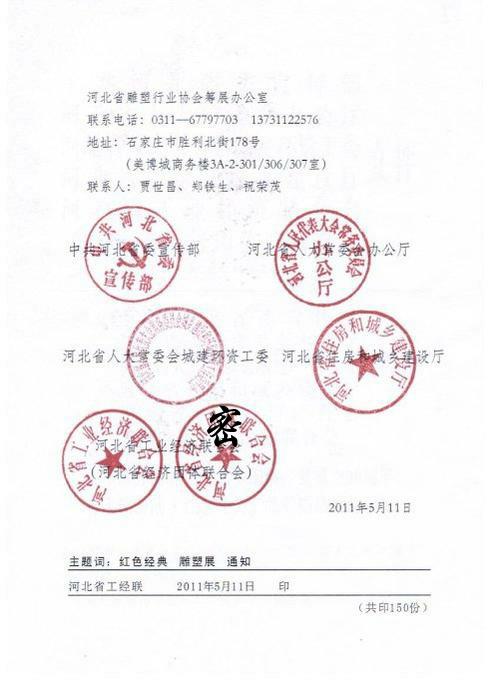 河北省雕塑行业协会筹展办公室
联系电话：0311—67797703 13731122576
地址：石家庄市胜利北街178号
（美博城商务楼3A-2-301/306/307室）
联系人：贾世昌、郑铁生、祝荣茂
中共河北省委宣传部 河北省人大常委会办公厅
中共河北省委
宣传部
河北省人民代表大会常务委员会
办公厅
河北省人大常委会城建环资工委 河北省住房和城乡建设厅
河北省住房和城乡建设厅
河北省工业经济联合会
（河北省经济团体联合会）
河北省工业经济联合会
河北省经济团体联合会
密
2011年5月11日
主题词：红色经典 雕塑展 通知
河北省工经联 2011年5月11日 印
（共印150份）